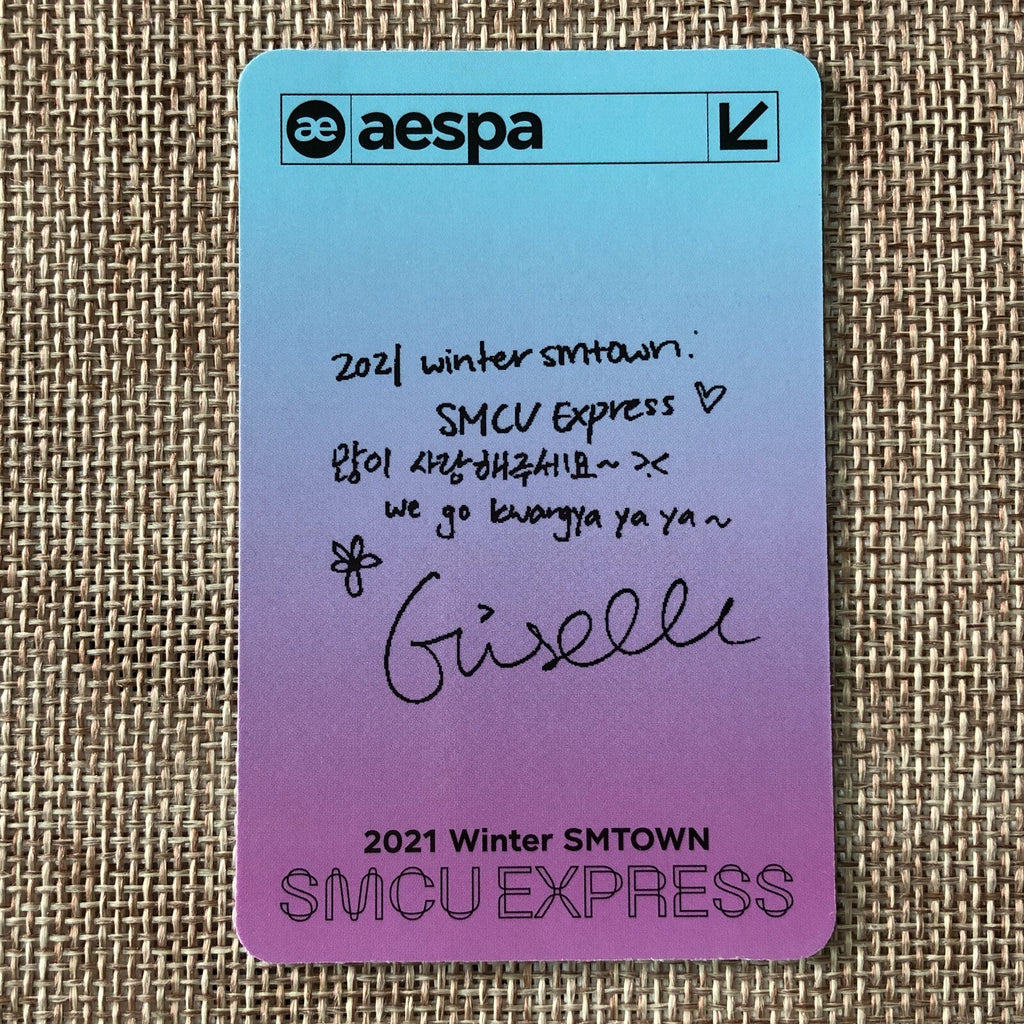 ae aespa
2021 winter smtown:
SMCU Express ♡
많이 사랑해주세요~ ><
we go kwangya ya ya~
Giselle
2021 Winter SMTOWN
SMCU EXPRESS